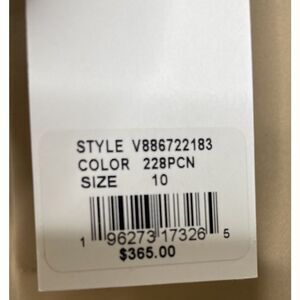 STYLE V886722183
COLOR 228PCN
SIZE 10
1 96273 17326 5
$365.00